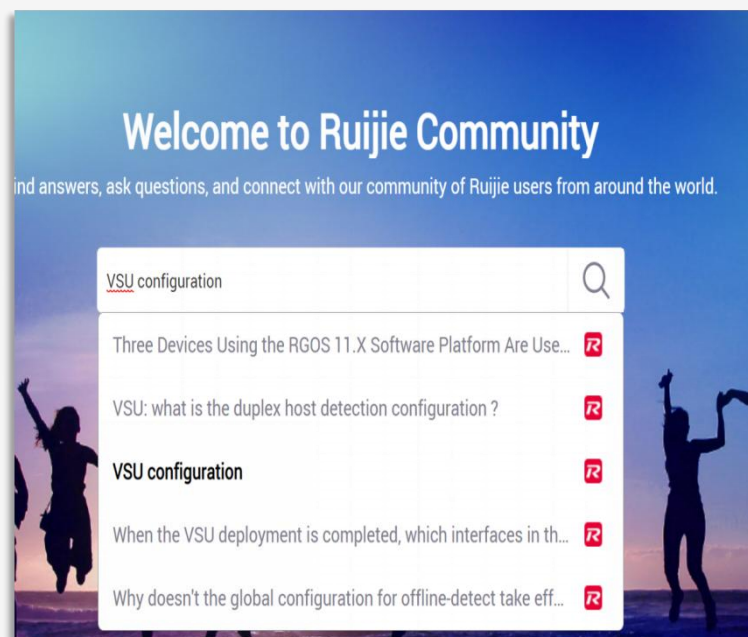 Welcome to Ruijie Community
ind answers, ask questions, and connect with our community of Ruijie users from around the world.
VSU configuration
Three Devices Using the RGOS 11.X Software Platform Are Use...
VSU: what is the duplex host detection configuration ?
VSU configuration
When the VSU deployment is completed, which interfaces in th...
Why doesn't the global configuration for offline-detect take eff...